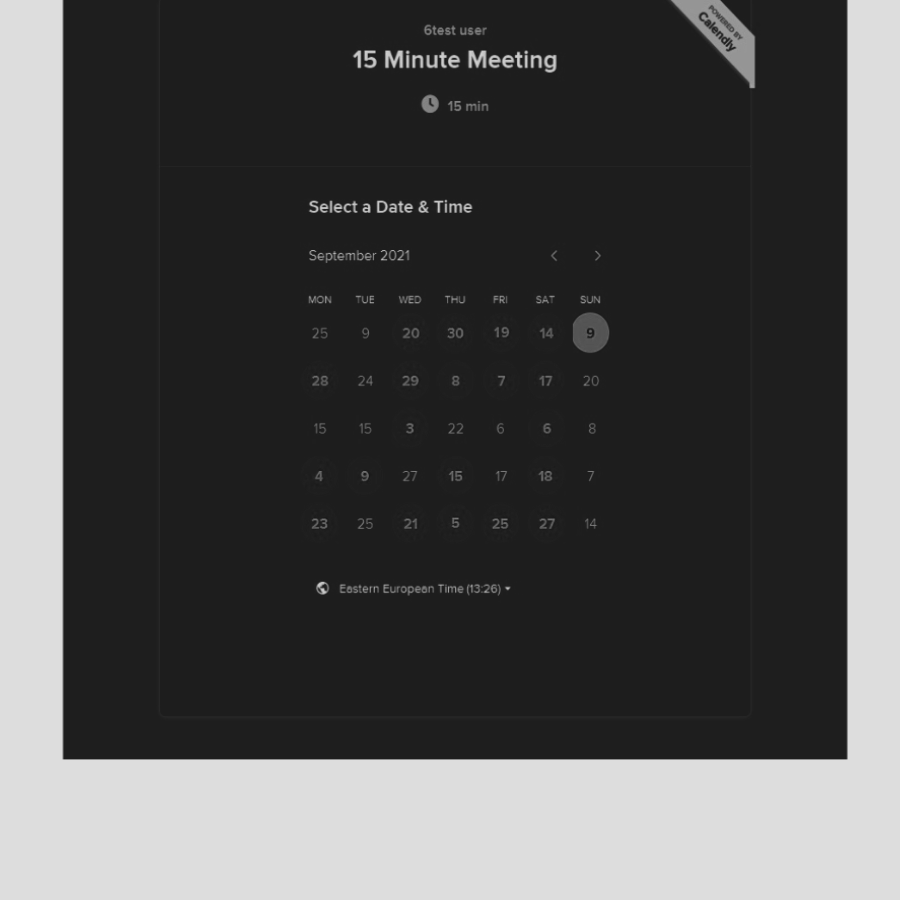 POWERED BY
Calendly
6test user
15 Minute Meeting
15 min
Select a Date & Time
September 2021
MON TUE WED THU FRI SAT SUN
25 9 20 30 19 14 9
28 24 29 8 7 17 20
15 15 3 22 6 6 8
4 9 27 15 17 18 7
23 25 21 5 25 27 14
Eastern European Time (13:26)